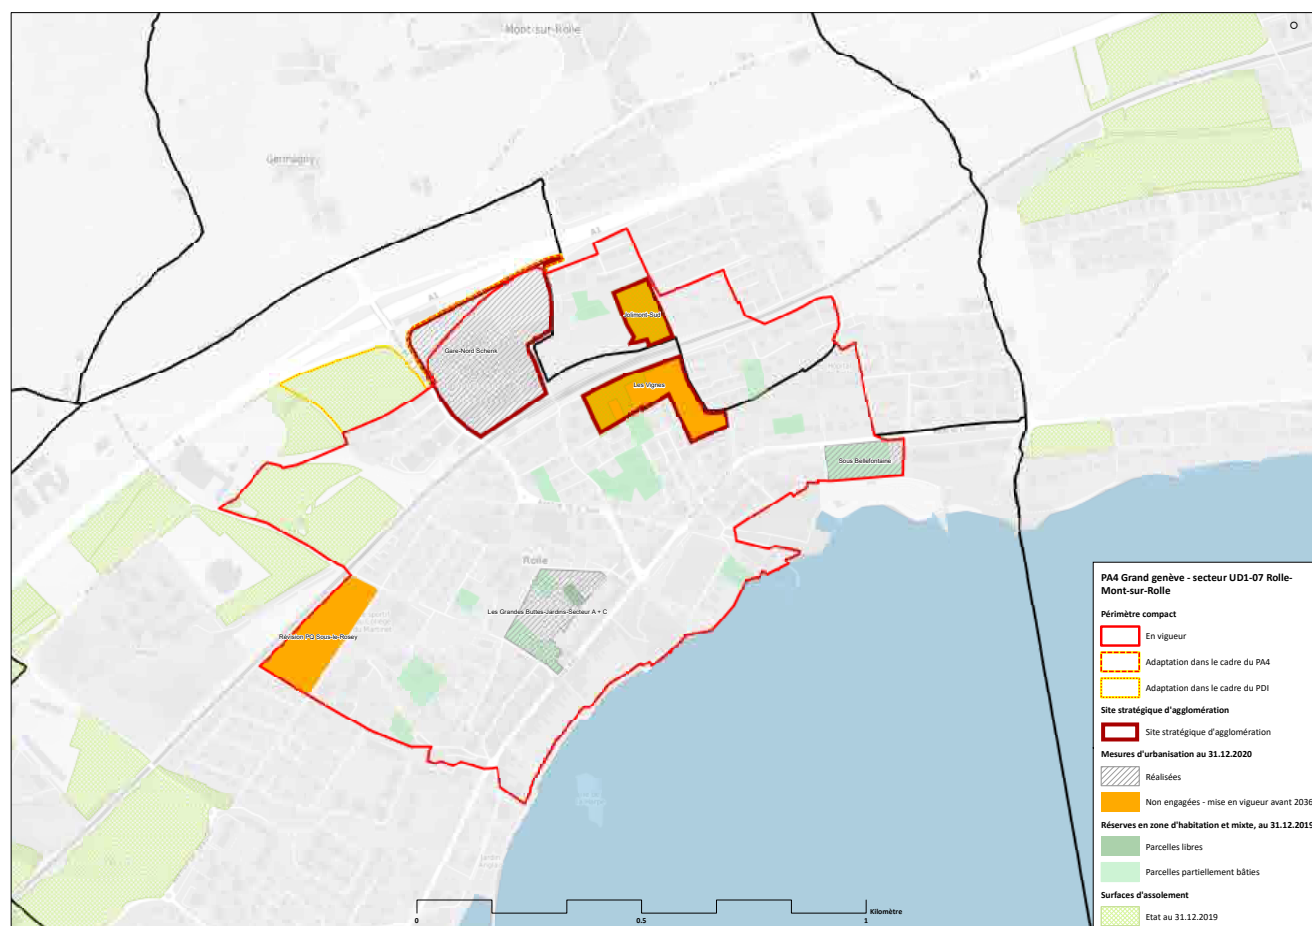 Mont-sur-Rolle
Germagny
A1
A1
A1
Jolimont-Sud
Gare-Nord Schenk
Les Vignes
Sous Bellefontaine
Rolle
Les Grandes Buttes-Jardins-Secteur A + C
Révision PQ Sous-le-Rosey
Jardin
Anglais
PA4 Grand genève - secteur UD1-07 Rolle-
Mont-sur-Rolle
Périmètre compact
En vigueur
Adaptation dans le cadre du PA4
Adaptation dans le cadre du PDI
Site stratégique d'agglomération
Site stratégique d'agglomération
Mesures d'urbanisation au 31.12.2020
Réalisées
Non engagées - mise en vigueur avant 2036
Réserves en zone d'habitation et mixte, au 31.12.2019
Parcelles libres
Parcelles partiellement bâties
Surfaces d'assolement
Etat au 31.12.2019
Kilomètre
0 0.5 1